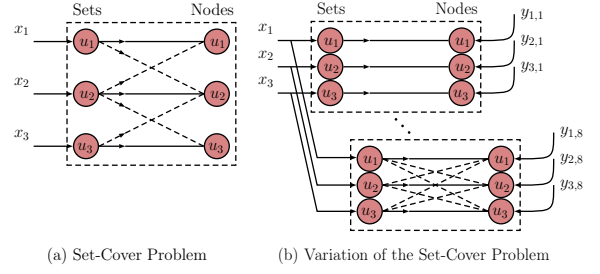 Sets Nodes
x1 u1 u1
x2 u2 u2
x3 u3 u3
(a) Set-Cover Problem
Sets Nodes
y1,1
x1 u1 u1 y2,1
x2 u2 u2 y3,1
x3 u3 u3
u1 u1 y1,8
u2 u2 y2,8
u3 u3 y3,8
(b) Variation of the Set-Cover Problem